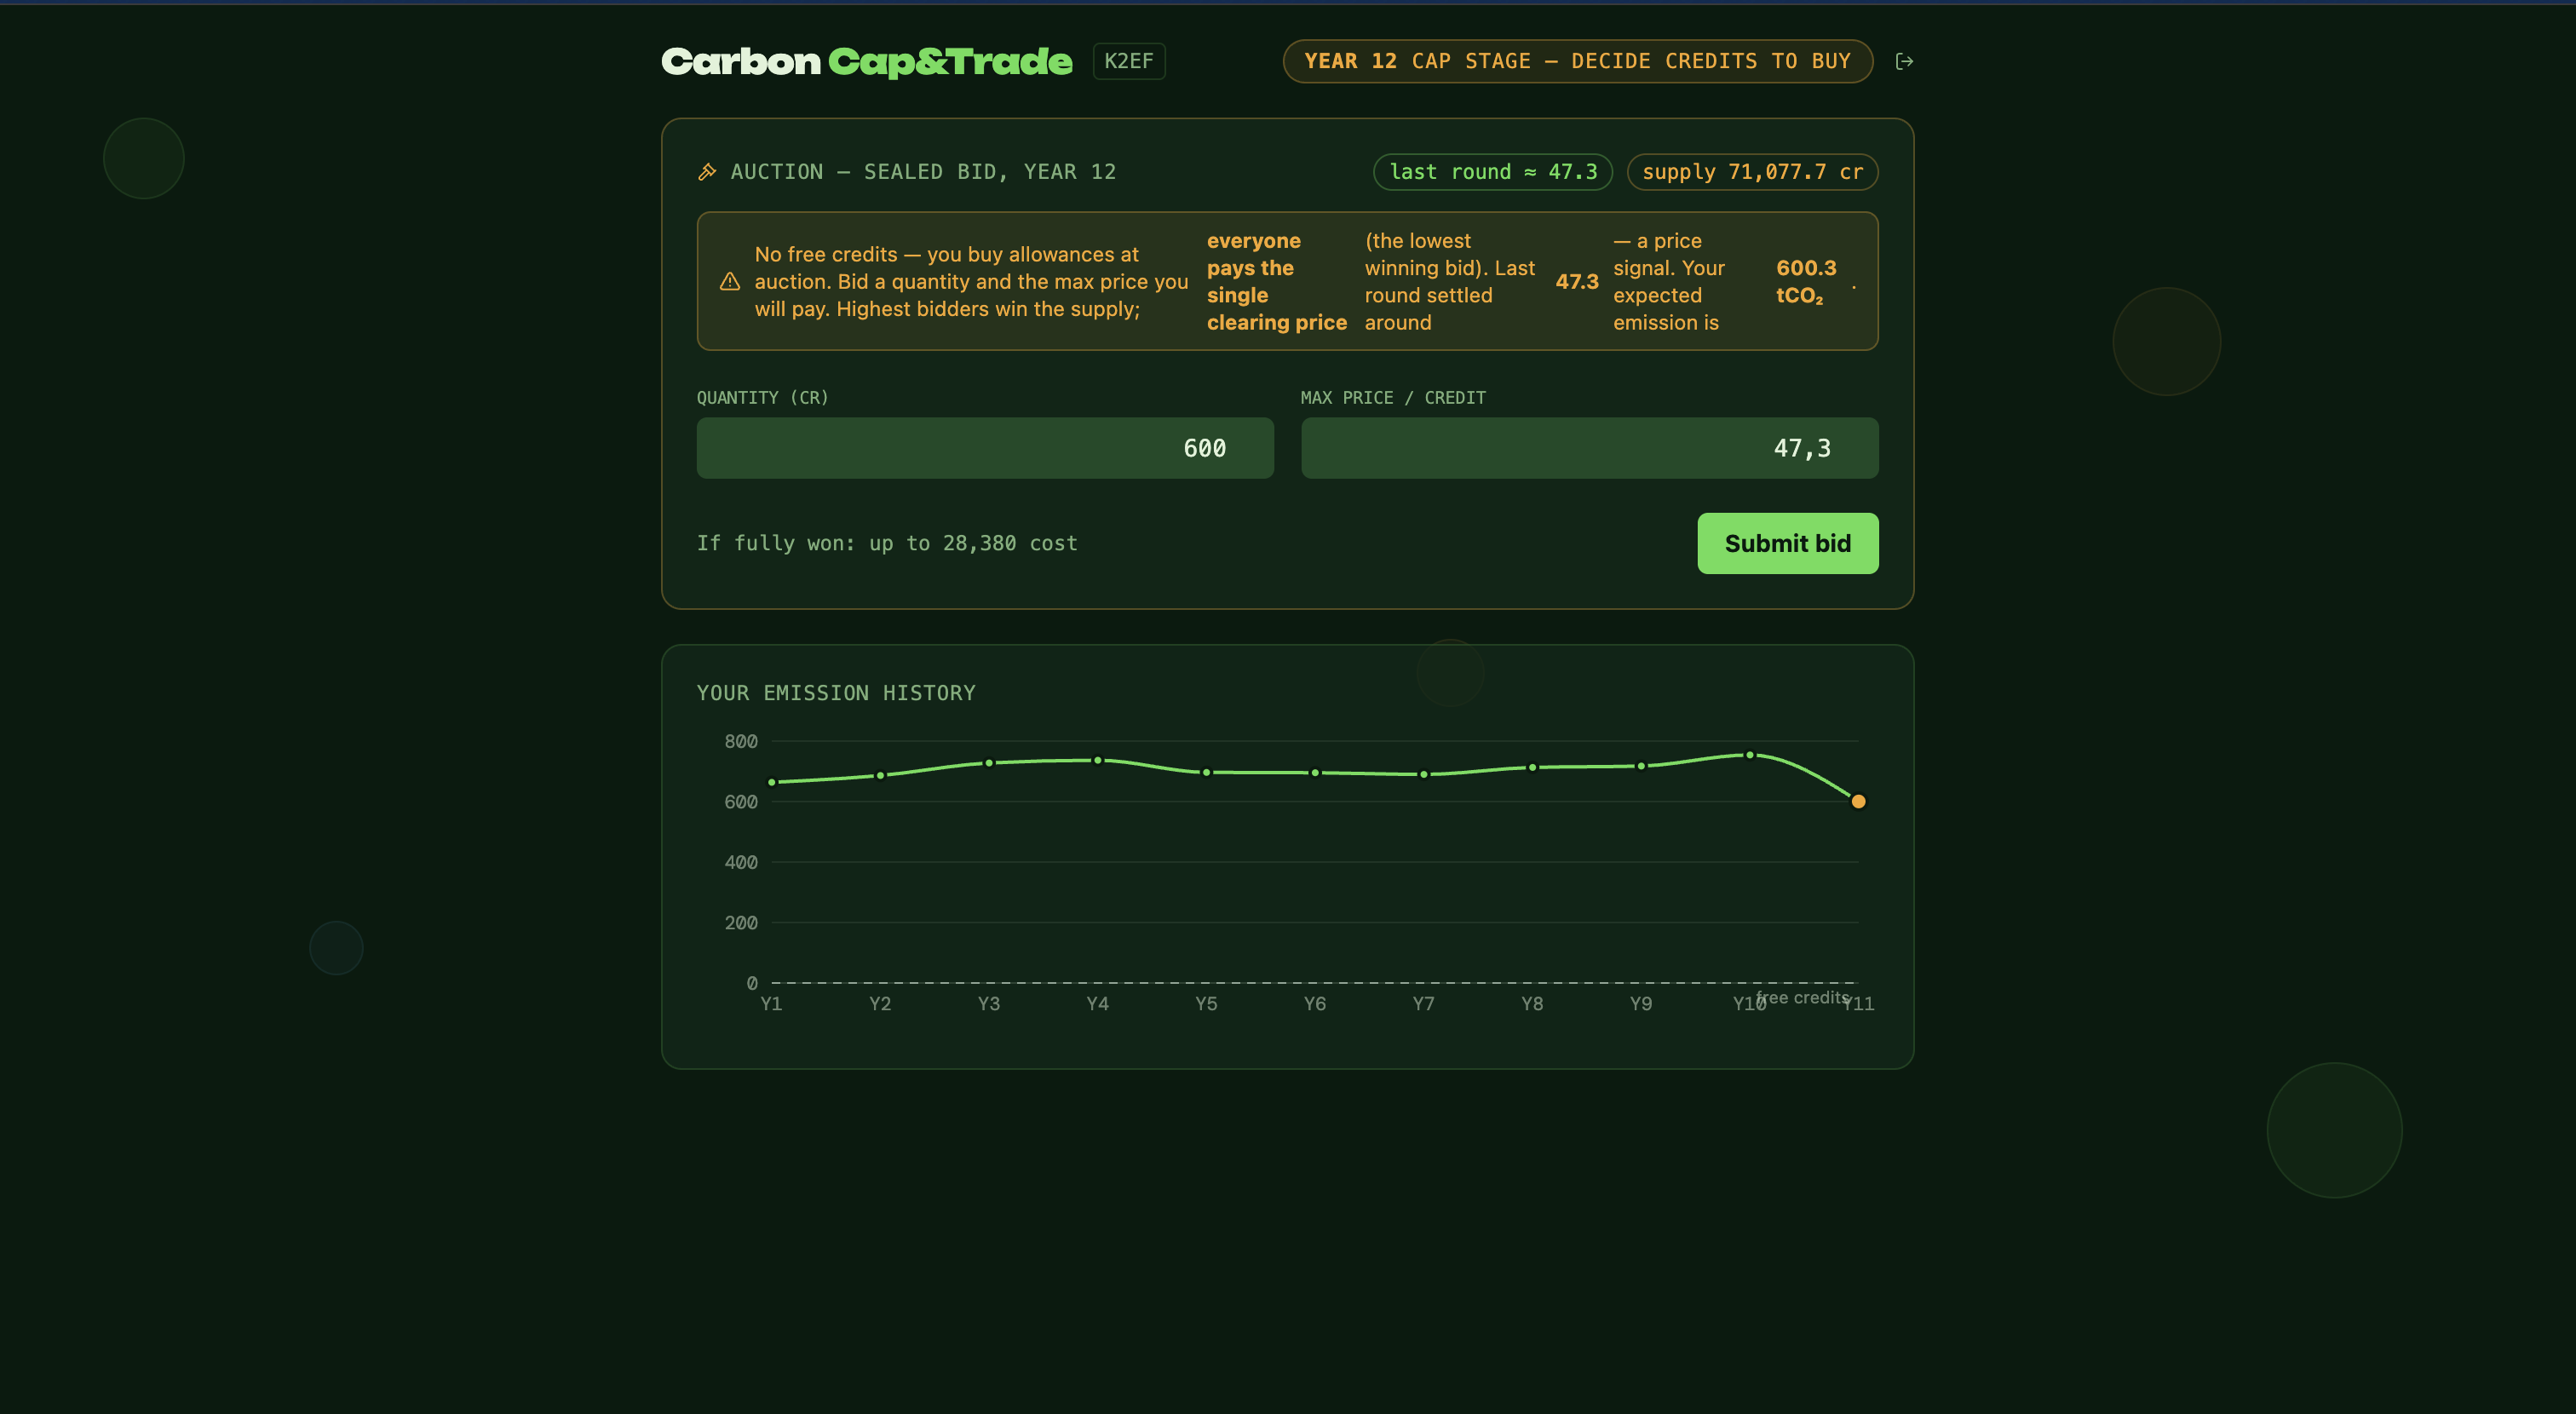 Carbon Cap&Trade K2EF
YEAR 12 CAP STAGE — DECIDE CREDITS TO BUY
AUCTION — SEALED BID, YEAR 12
last round ≈ 47.3
supply 71,077.7 cr
No free credits — you buy allowances at
auction. Bid a quantity and the max price you
will pay. Highest bidders win the supply;
everyone
pays the
single
clearing price
(the lowest
winning bid). Last
round settled
around
47.3
— a price
signal. Your
expected
emission is
600.3
tCO₂
.
QUANTITY (CR)
600
MAX PRICE / CREDIT
47,3
If fully won: up to 28,380 cost
Submit bid
YOUR EMISSION HISTORY
800
600
400
200
0
free credits
Y1 Y2 Y3 Y4 Y5 Y6 Y7 Y8 Y9 Y10 Y11